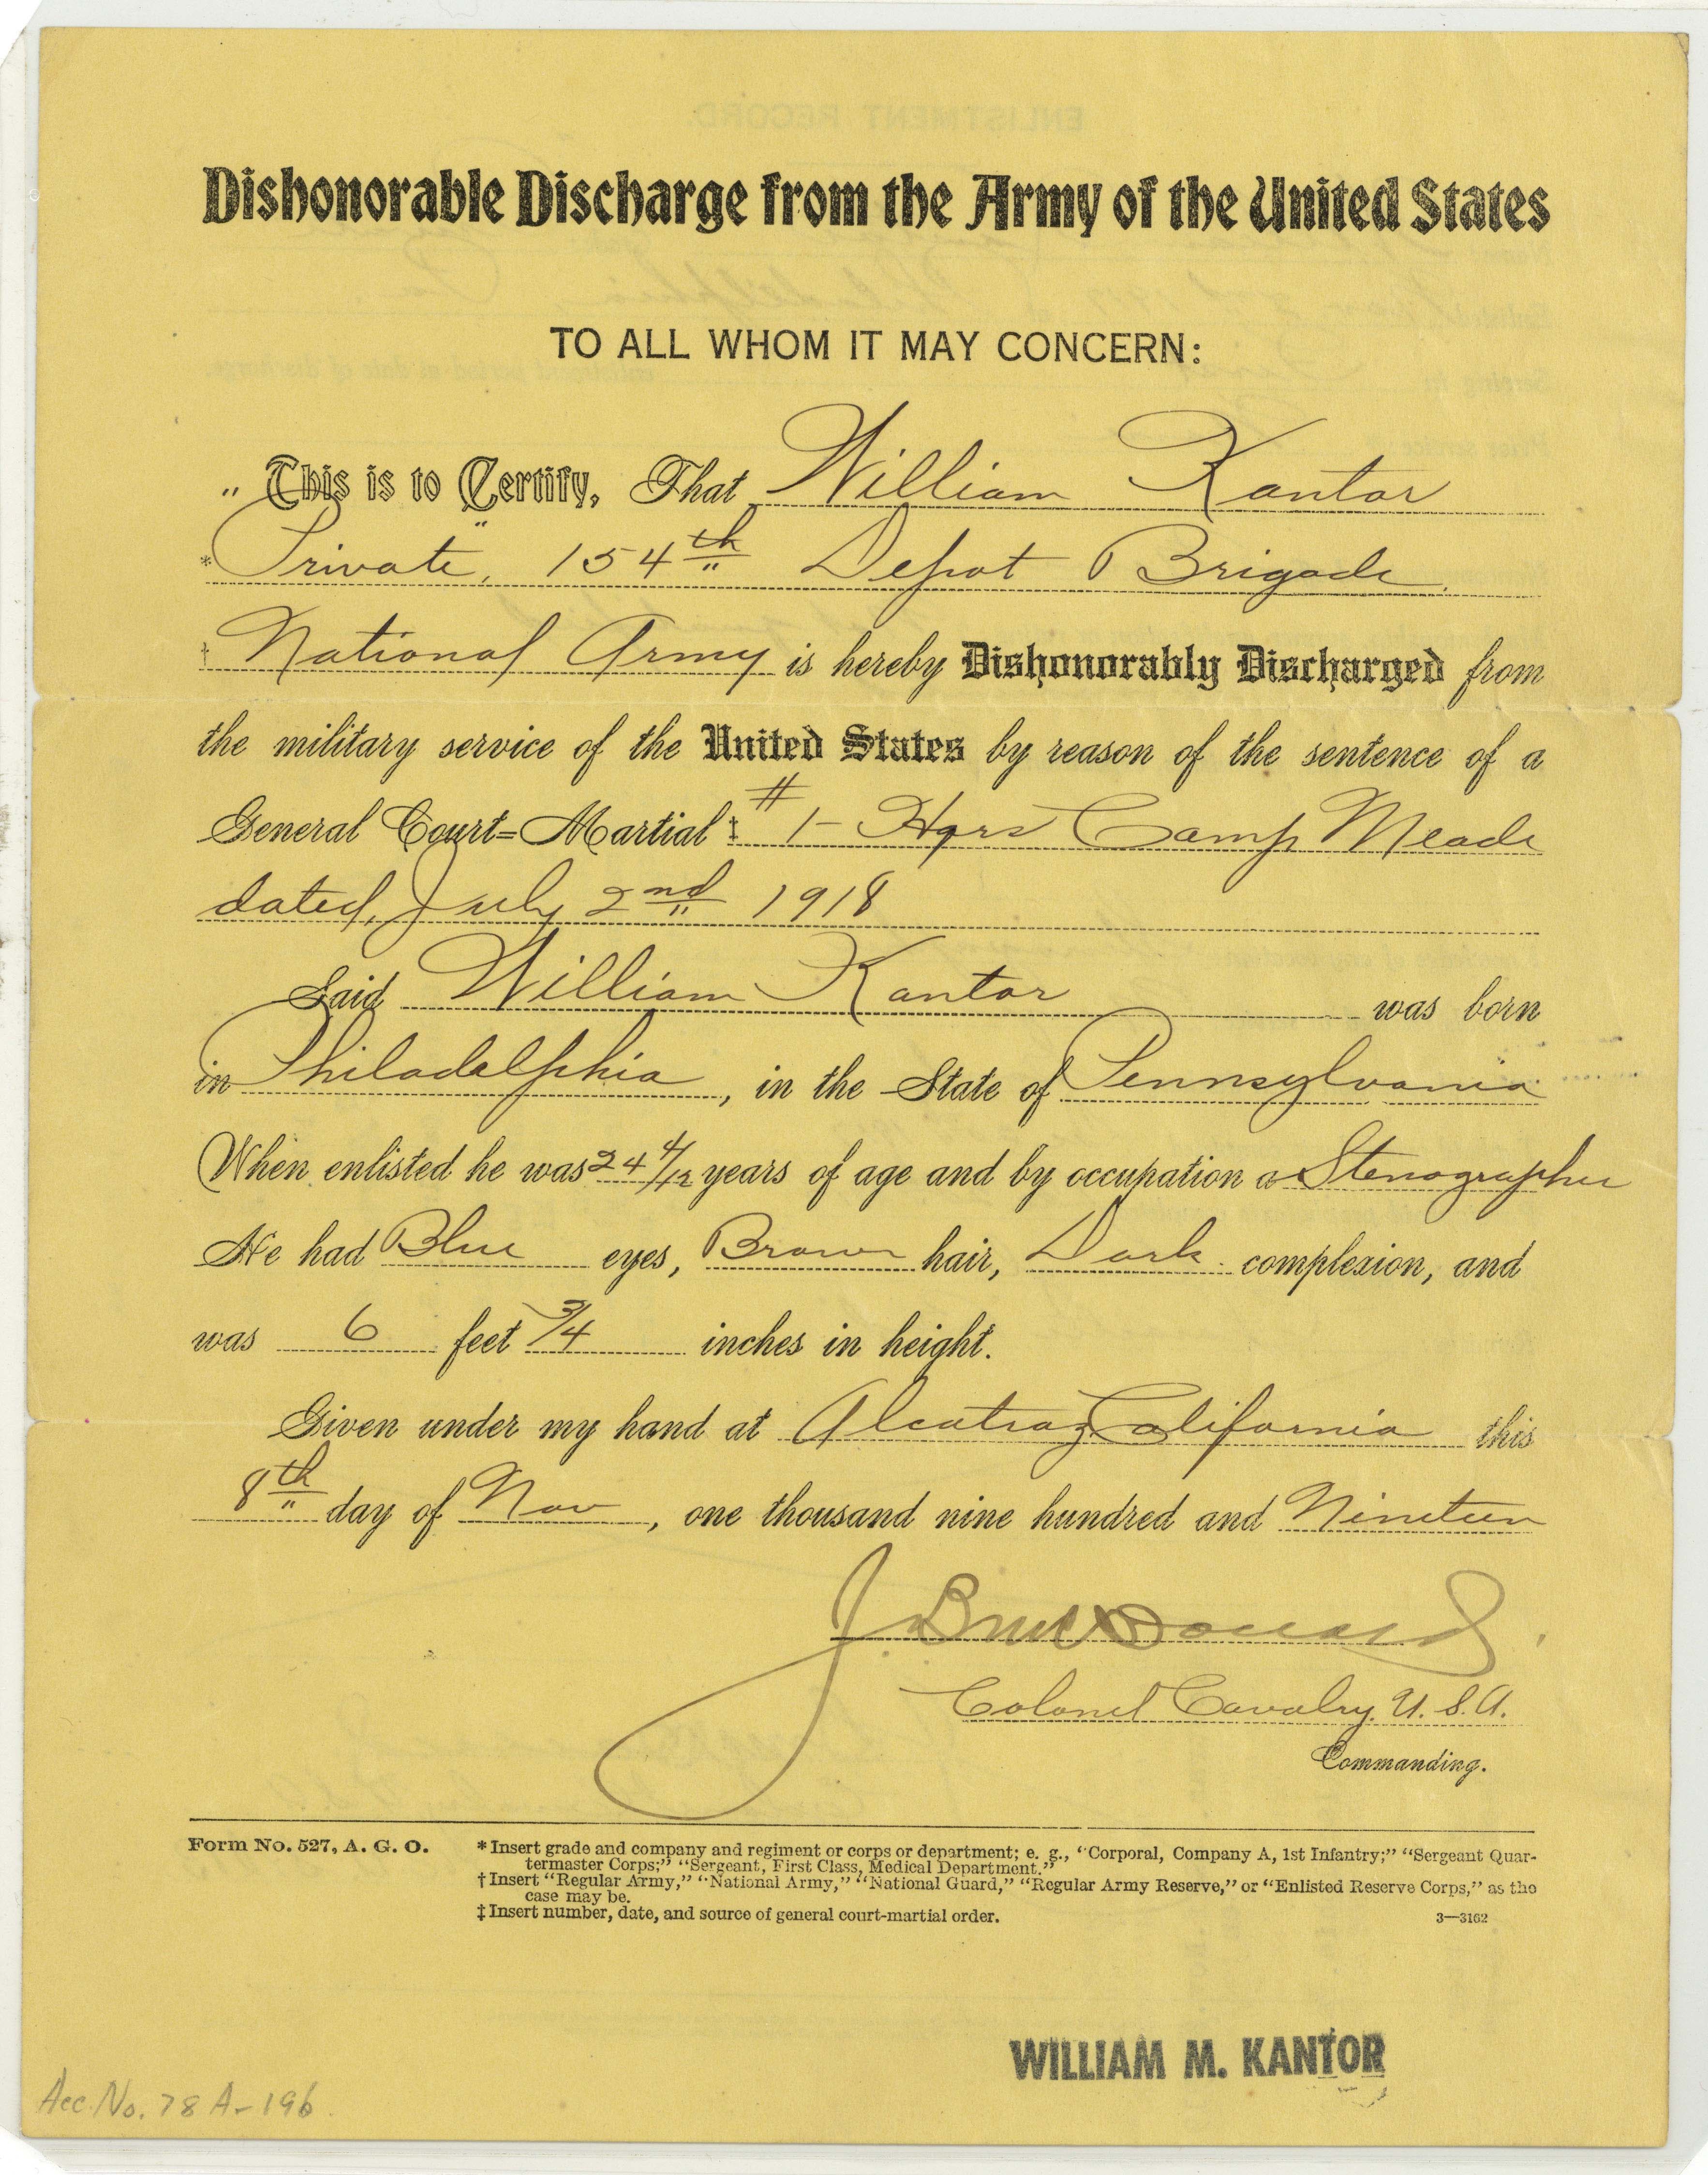 Dishonorable Discharge from the Army of the United States
TO ALL WHOM IT MAY CONCERN:
"This is to Certify, That William Kantor
*Private", 154th Depot Brigade
†National Army is hereby Dishonorably Discharged from
the military service of the United States by reason of the sentence of a
General Court-Martial ‡ #1- Hqrs Camp Meade
dated, July 2nd 1918
Said William Kantor was born
in Philadelphia, in the State of Pennsylvania
When enlisted he was 24 4/12 years of age and by occupation a Stenographer
He had Blue eyes, Brown hair, Dark complexion, and
was 6 feet 3/4 inches in height.
Given under my hand at Alcatraz California this
8th day of Nov, one thousand nine hundred and Nineteen
Colonel Cavalry, U.S.A.
Commanding.
Form No. 527, A. G. O.
*Insert grade and company and regiment or corps or department; e. g., "Corporal, Company A, 1st Infantry;" "Sergeant Quar-
termaster Corps;" "Sergeant, First Class, Medical Department."
†Insert "Regular Army," "National Army," "National Guard," "Regular Army Reserve," or "Enlisted Reserve Corps," as the
case may be.
‡Insert number, date, and source of general court-martial order.
3—3162
WILLIAM M. KANTOR
Acc. No. 78 A-196